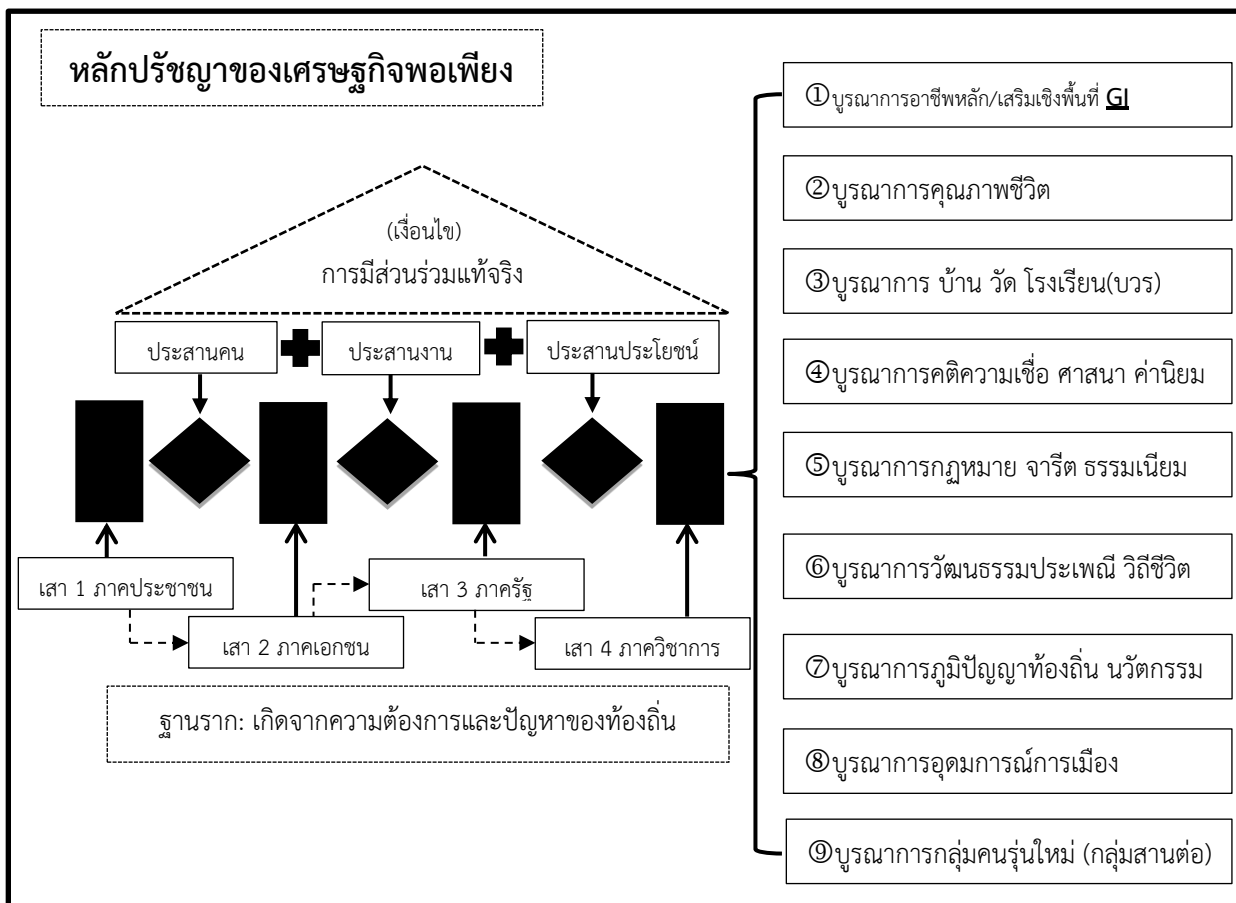 หลักปรัชญาของเศรษฐกิจพอเพียง
(เงื่อนไข)
การมีส่วนร่วมแท้จริง
ประสานคน
ประสานงาน
ประสานประโยชน์
เสา 1 ภาคประชาชน
เสา 2 ภาคเอกชน
เสา 3 ภาครัฐ
เสา 4 ภาควิชาการ
ฐานราก: เกิดจากความต้องการและปัญหาของท้องถิ่น
①บูรณาการอาชีพหลัก/เสริมเชิงพื้นที่ GI
②บูรณาการคุณภาพชีวิต
③บูรณาการ บ้าน วัด โรงเรียน(บวร)
④บูรณาการคติความเชื่อ ศาสนา ค่านิยม
⑤บูรณาการกฎหมาย จารีต ธรรมเนียม
⑥บูรณาการวัฒนธรรมประเพณี วิถีชีวิต
⑦บูรณาการภูมิปัญญาท้องถิ่น นวัตกรรม
⑧บูรณาการอุดมการณ์การเมือง
⑨บูรณาการกลุ่มคนรุ่นใหม่ (กลุ่มสานต่อ)